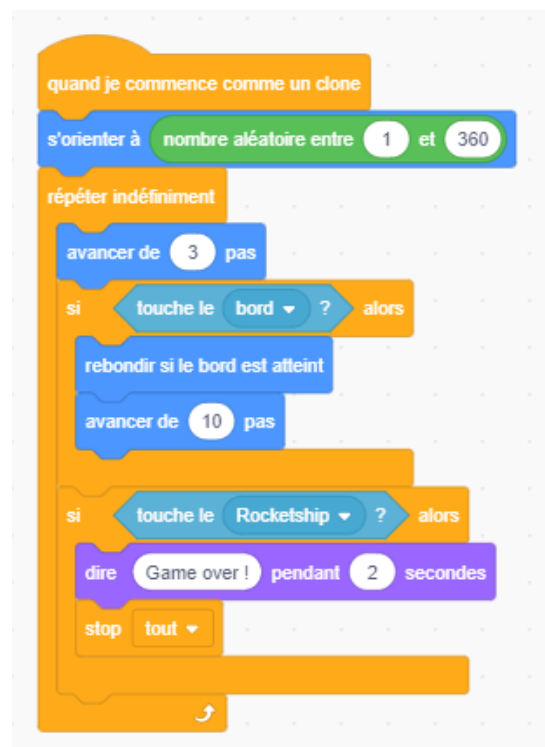 quand je commence comme un clone
s'orienter à nombre aléatoire entre 1 et 360
répéter indéfiniment
avancer de 3 pas
si touche le bord ? alors
rebondir si le bord est atteint
avancer de 10 pas
si touche le Rocketship ? alors
dire Game over ! pendant 2 secondes
stop tout